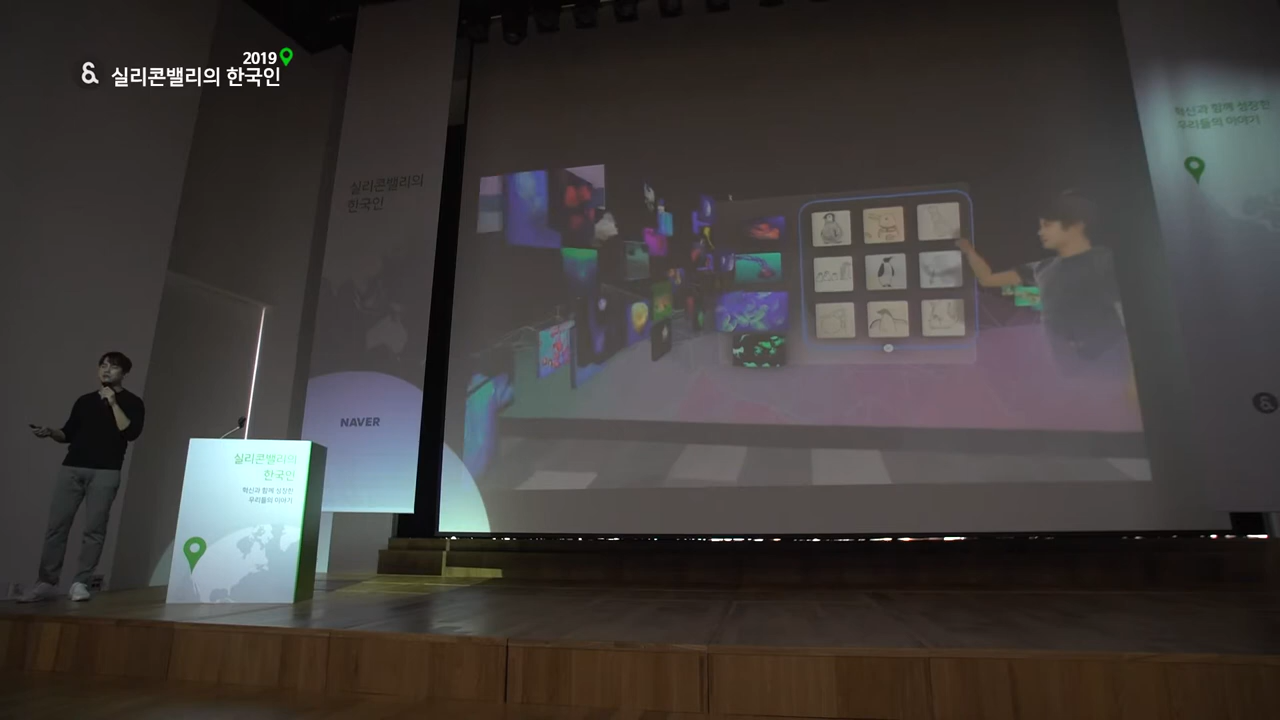 2019
& 실리콘밸리의 한국인
실리콘밸리의
한국인
NAVER
실리콘밸리의
한국인
혁신과 함께 성장한
우리들의 이야기
혁신과 함께 성장한
우리들의 이야기
&